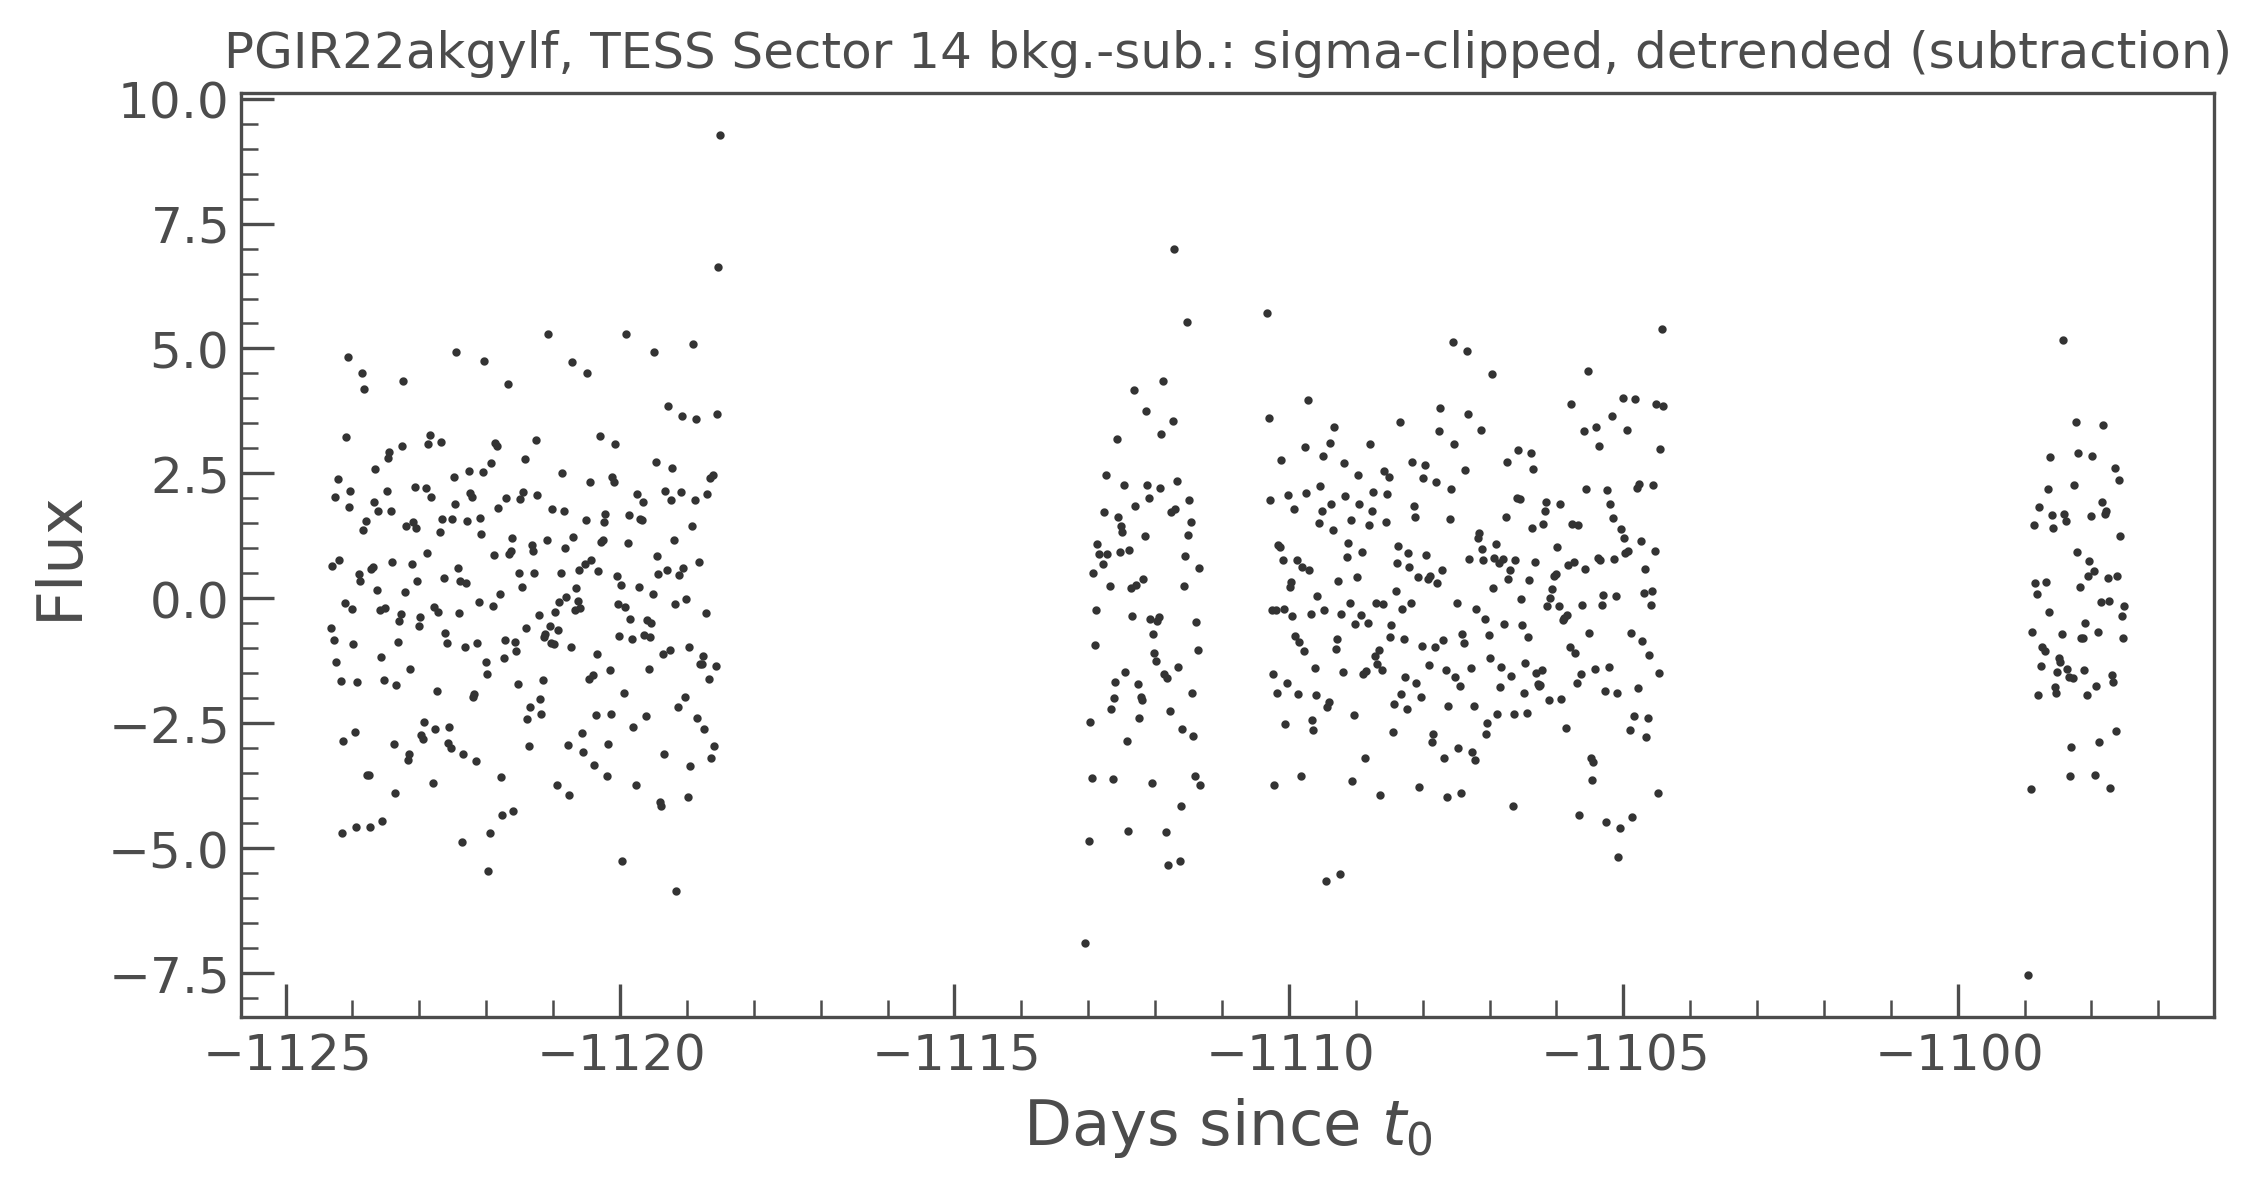 PGIR22akgylf, TESS Sector 14 bkg.-sub.: sigma-clipped, detrended (subtraction)
10.0
7.5
5.0
2.5
0.0
−2.5
−5.0
−7.5
Flux
−1125 −1120 −1115 −1110 −1105 −1100
Days since t0